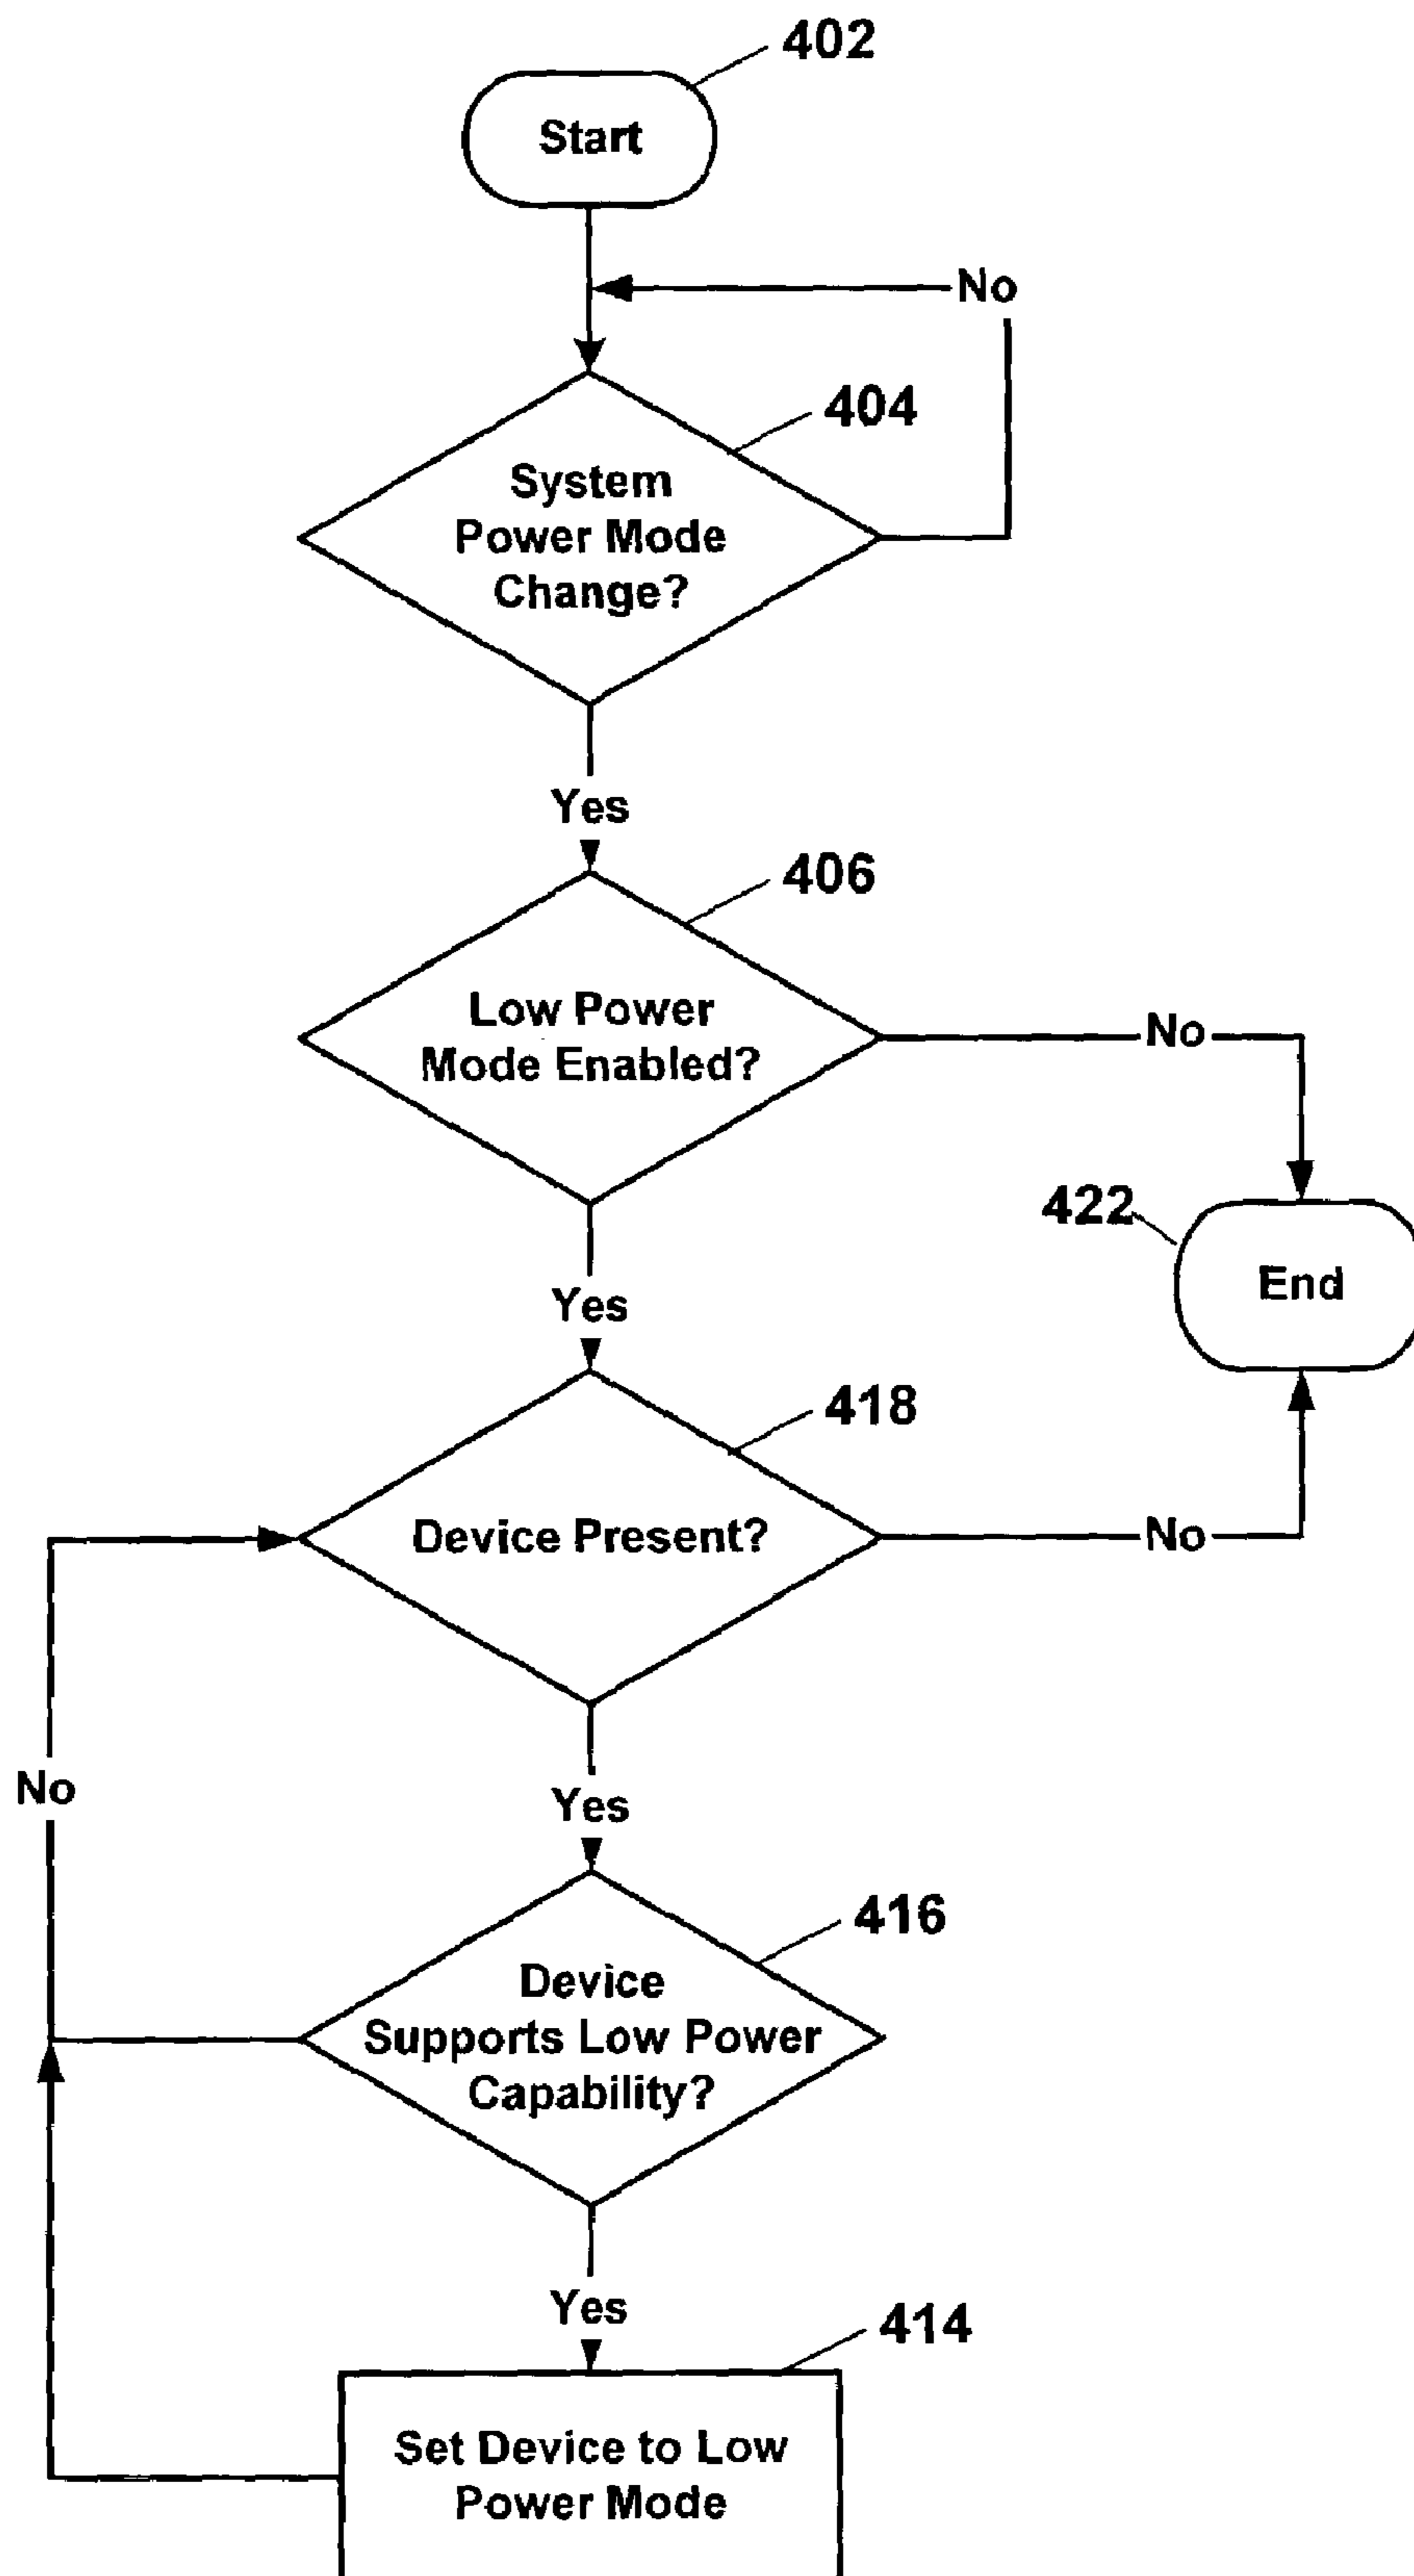 402
Start
No
404
System
Power Mode
Change?
Yes
406
Low Power
Mode Enabled?
No
422
End
Yes
418
Device Present?
No
No
Yes
416
Device
Supports Low Power
Capability?
Yes
414
Set Device to Low
Power Mode